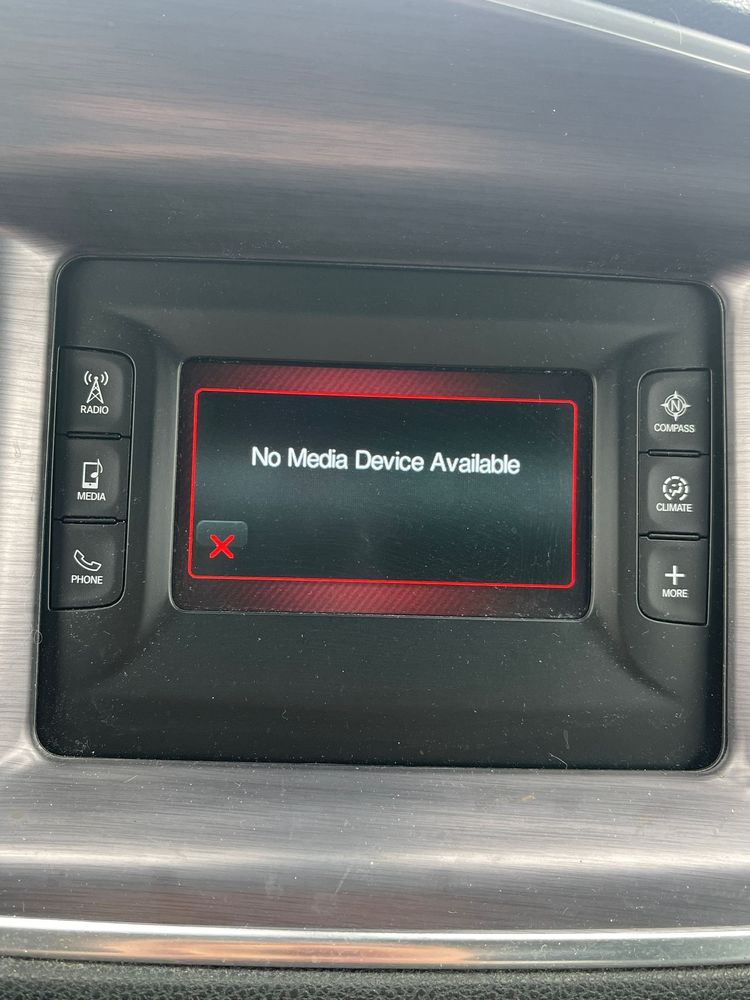 RADIO
MEDIA
PHONE
No Media Device Available
N
COMPASS
CLIMATE
MORE